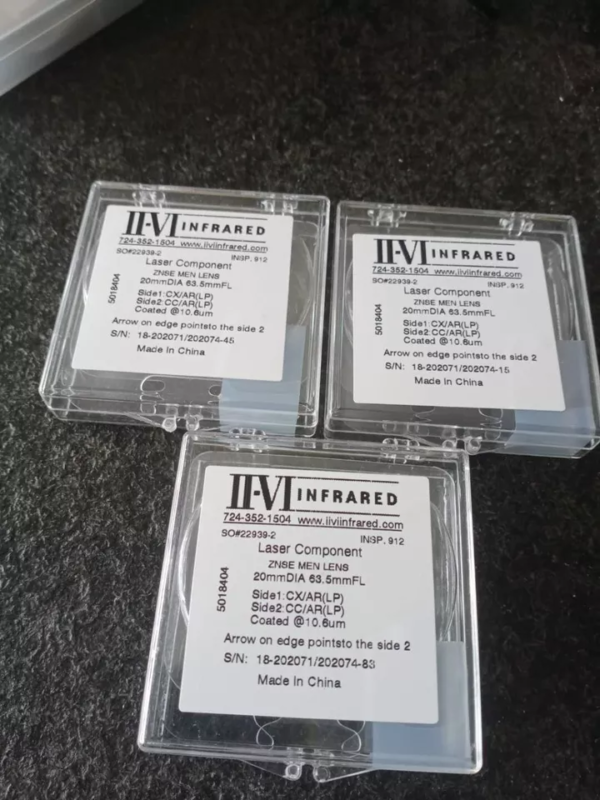 II-VI INFRARED
724-352-1504 www.iiviinfrared.com
SO#22939-2 INSP. 912
Laser Component
ZNSE MEN LENS
20mmDIA 63.5mmFL
5018404
Side1:CX/AR(LP)
Side2:CC/AR(LP)
Coated @10.6um
Arrow on edge pointsto the side 2
S/N: 18-202071/202074-45
Made In China
II-VI INFRARED
724-352-1504 www.iiviinfrared.com
SO#22939-2 INSP. 912
Laser Component
ZNSE MEN LENS
20mmDIA 63.5mmFL
5018404
Side1:CX/AR(LP)
Side2:CC/AR(LP)
Coated @10.6um
Arrow on edge pointsto the side 2
S/N: 18-202071/202074-15
Made In China
II-VI INFRARED
724-352-1504 www.iiviinfrared.com
SO#22939-2 INSP. 912
Laser Component
ZNSE MEN LENS
20mmDIA 63.5mmFL
5018404
Side1:CX/AR(LP)
Side2:CC/AR(LP)
Coated @10.6um
Arrow on edge pointsto the side 2
S/N: 18-202071/202074-83
Made In China